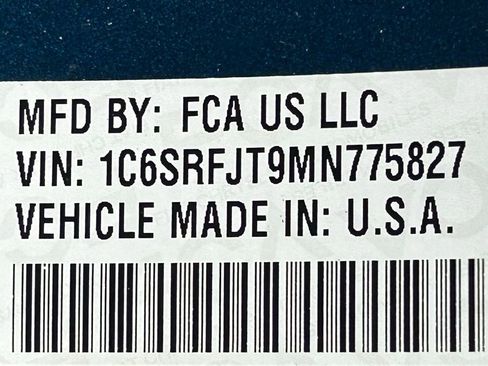 MFD BY: FCA US LLC
VIN: 1C6SRFJT9MN775827
VEHICLE MADE IN: U.S.A.